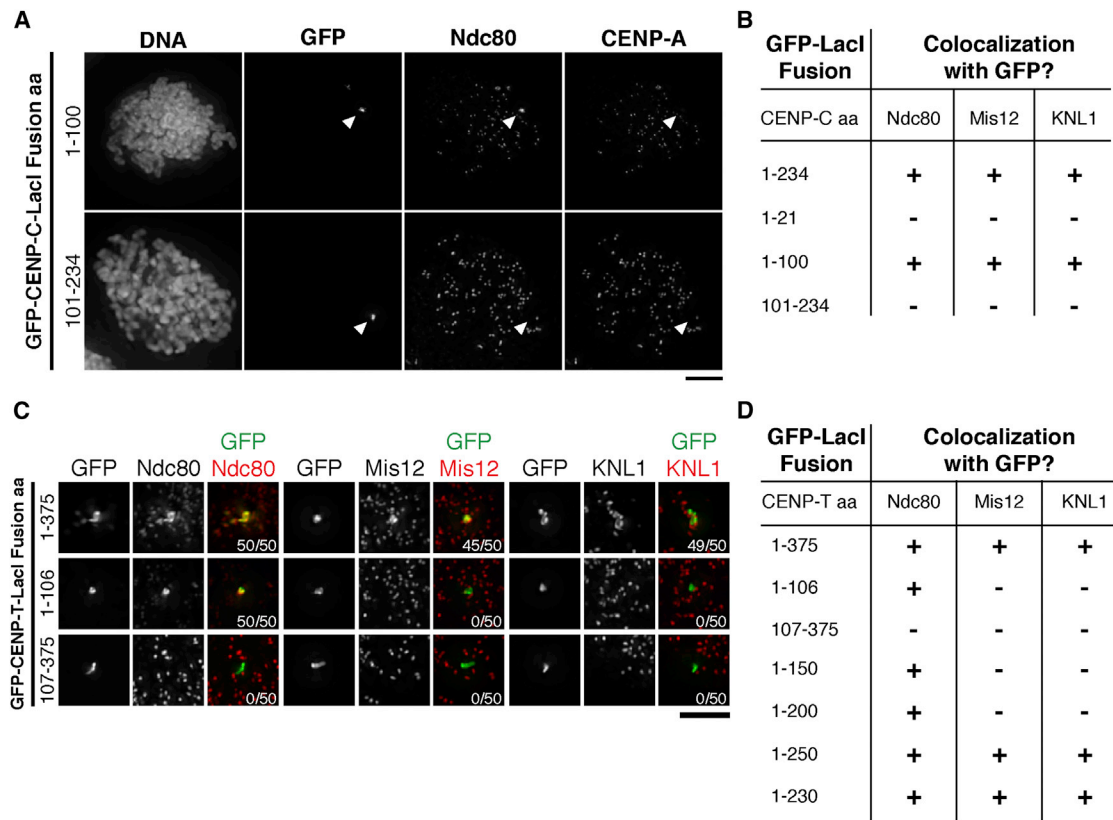 A
DNA GFP Ndc80 CENP-A
GFP-CENP-C-LacI Fusion aa
1-100
101-234
B
GFP-LacI Fusion
Colocalization with GFP?
CENP-C aa Ndc80 Mis12 KNL1
1-234 + + +
1-21 - - -
1-100 + + +
101-234 - - -
C
GFP GFP GFP
GFP Ndc80 Ndc80 GFP Mis12 Mis12 GFP KNL1 KNL1
GFP-CENP-T-LacI Fusion aa
1-375
50/50 45/50 49/50
1-106
50/50 0/50 0/50
107-375
0/50 0/50 0/50
D
GFP-LacI Fusion
Colocalization with GFP?
CENP-T aa Ndc80 Mis12 KNL1
1-375 + + +
1-106 + - -
107-375 - - -
1-150 + - -
1-200 + - -
1-250 + + +
1-230 + + +